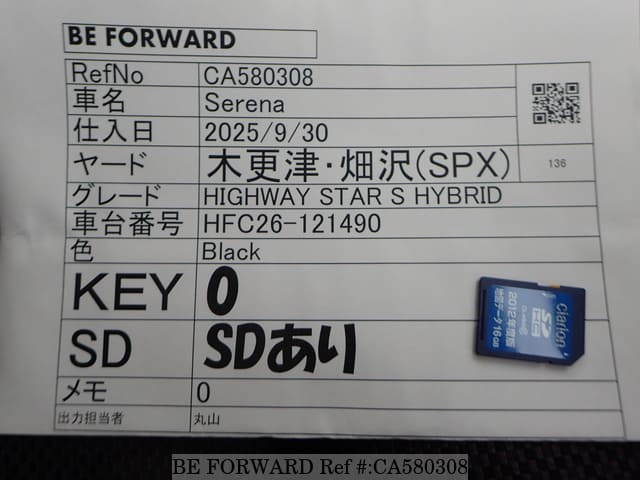 BE FORWARD
RefNo CA580308
車名 Serena
仕入日 2025/9/30
ヤード 木更津・畑沢(SPX) 136
グレード HIGHWAY STAR S HYBRID
車台番号 HFC26-121490
色 Black
KEY 0
SD SDあり
メモ 0
出力担当者 丸山
Clarion
SD
2012年度版
地図データ 16GB
BE FORWARD Ref #:CA580308